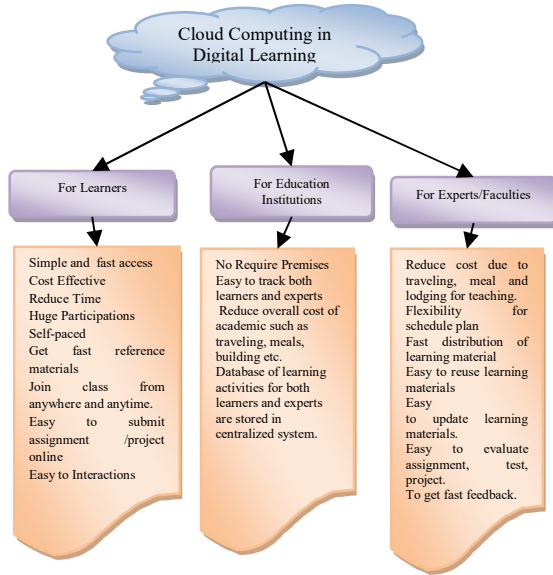 Cloud Computing in
Digital Learning
For Learners
For Education
Institutions
For Experts/Faculties
Simple and fast access
Cost Effective
Reduce Time
Huge Participations
Self-paced
Get fast reference
materials
Join class from
anywhere and anytime.
Easy to submit
assignment /project
online
Easy to Interactions
No Require Premises
Easy to track both
learners and experts
Reduce overall cost of
academic such as
traveling, meals,
building etc.
Database of learning
activities for both
learners and experts
are stored in
centralized system.
Reduce cost due to
traveling, meal and
lodging for teaching.
Flexibility for
schedule plan
Fast distribution of
learning material
Easy to reuse learning
materials
Easy
to update learning
materials.
Easy to evaluate
assignment, test,
project.
To get fast feedback.